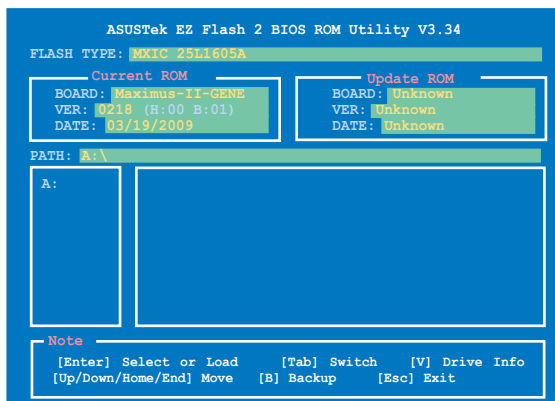 ASUSTek EZ Flash 2 BIOS ROM Utility V3.34
FLASH TYPE: MXIC 25L1605A
Current ROM
BOARD: Maximus-II-GENE
VER: 0218 (H:00 B:01)
DATE: 03/19/2009
Update ROM
BOARD: Unknown
VER: Unknown
DATE: Unknown
PATH: A:\
A:
Note
[Enter] Select or Load [Tab] Switch [V] Drive Info
[Up/Down/Home/End] Move [B] Backup [Esc] Exit